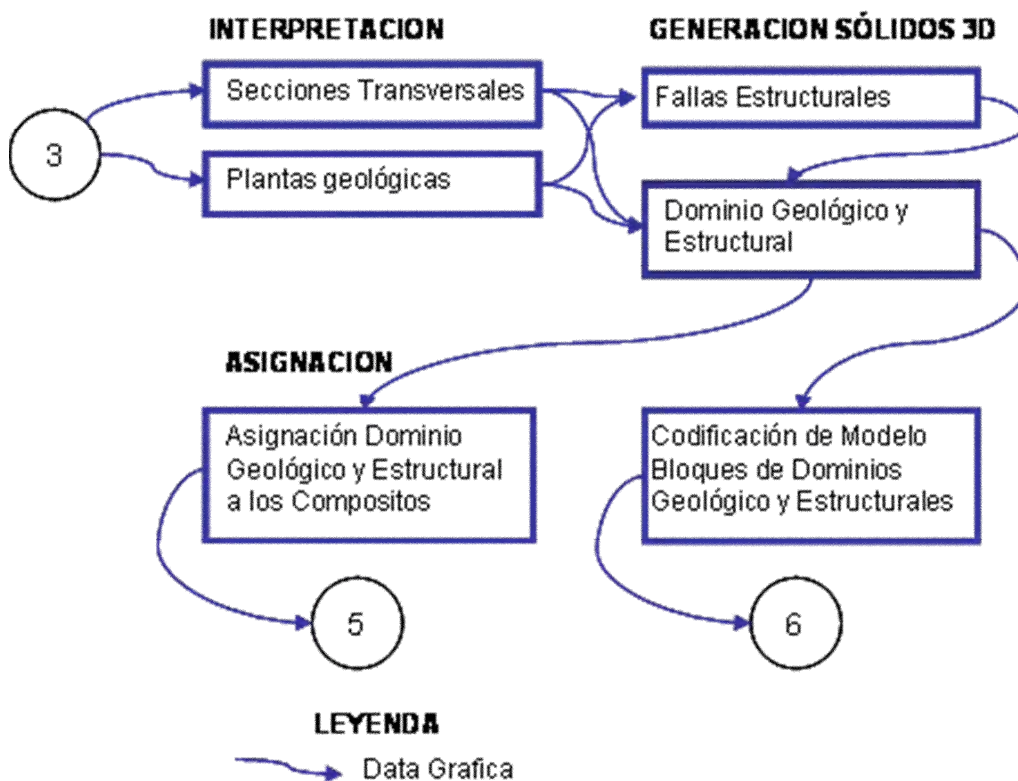 INTERPRETACION
GENERACION SÓLIDOS 3D
3
Secciones Transversales
Plantas geológicas
Fallas Estructurales
Dominio Geológico y
Estructural
ASIGNACION
Asignación Dominio
Geológico y Estructural
a los Compositos
Codificación de Modelo
Bloques de Dominios
Geológico y Estructurales
5
6
LEYENDA
Data Grafica